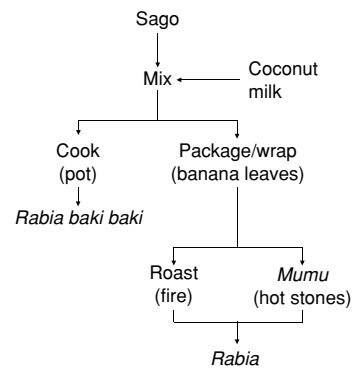 Sago
Mix
Coconut
milk
Cook
(pot)
Package/wrap
(banana leaves)
Rabia baki baki
Roast
(fire)
Mumu
(hot stones)
Rabia